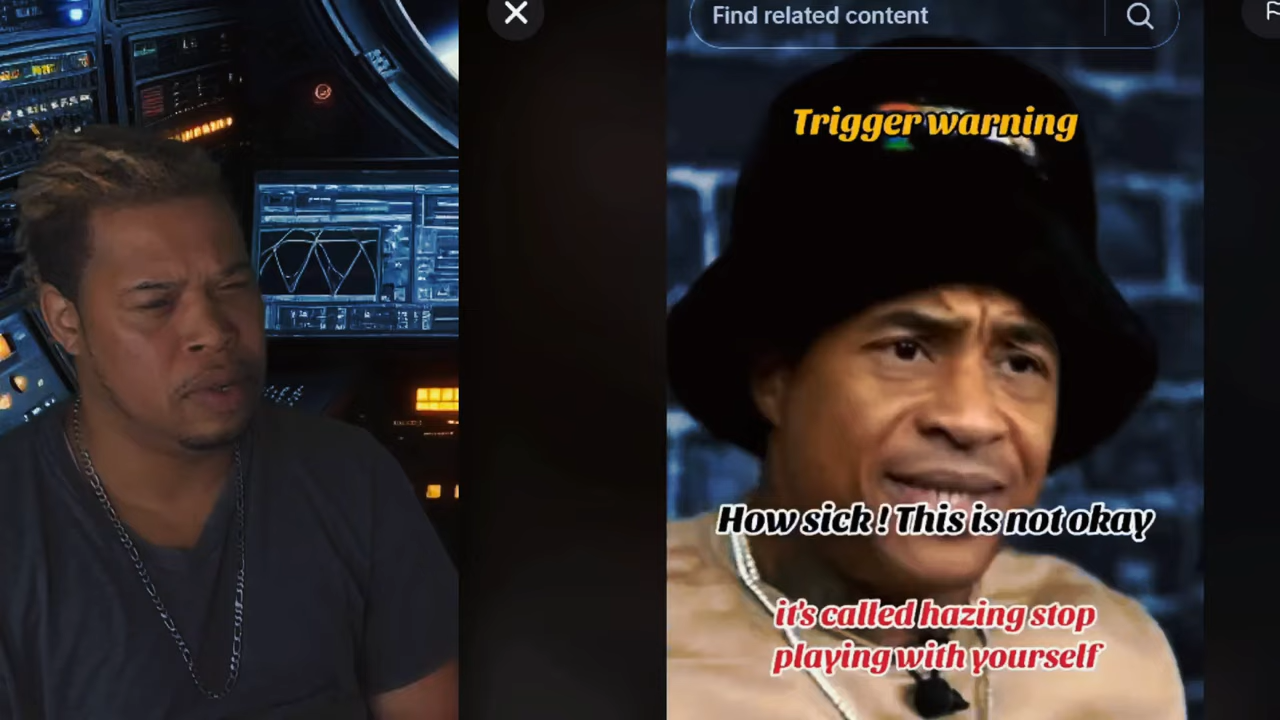 Find related content
Trigger warning
How sick ! This is not okay
it's called hazing stop
playing with yourself